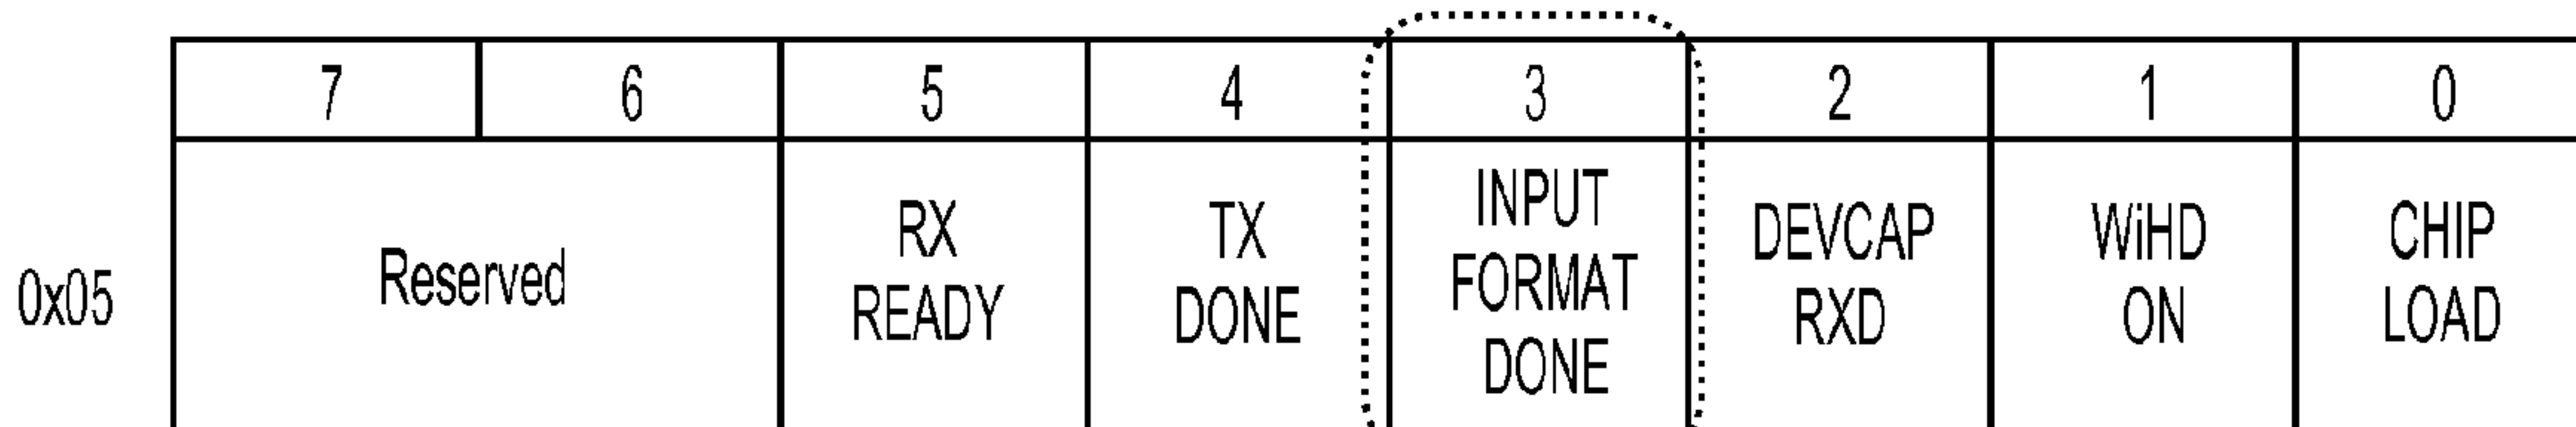 7 6 5 4 3 2 1 0
0x05
Reserved
RX
READY
TX
DONE
INPUT
FORMAT
DONE
DEVCAP
RXD
WiHD
ON
CHIP
LOAD